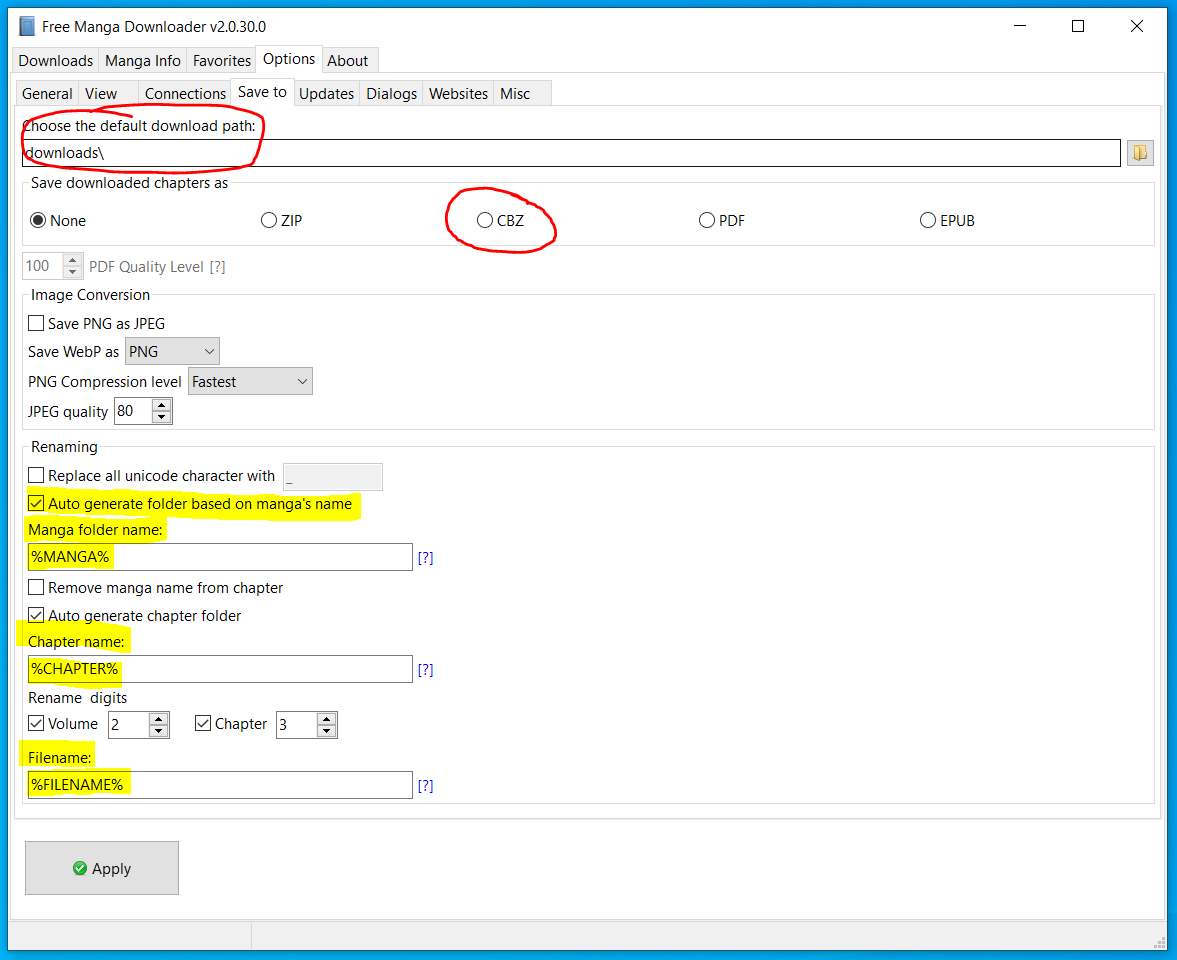 Free Manga Downloader v2.0.30.0
Downloads Manga Info Favorites Options About
General View Connections Save to Updates Dialogs Websites Misc
Choose the default download path:
downloads\
Save downloaded chapters as
None ZIP CBZ PDF EPUB
100 PDF Quality Level [?]
Image Conversion
Save PNG as JPEG
Save WebP as PNG
PNG Compression level Fastest
JPEG quality 80
Renaming
Replace all unicode character with _
Auto generate folder based on manga's name
Manga folder name:
%MANGA% [?]
Remove manga name from chapter
Auto generate chapter folder
Chapter name:
%CHAPTER% [?]
Rename digits
Volume 2 Chapter 3
Filename:
%FILENAME% [?]
Apply